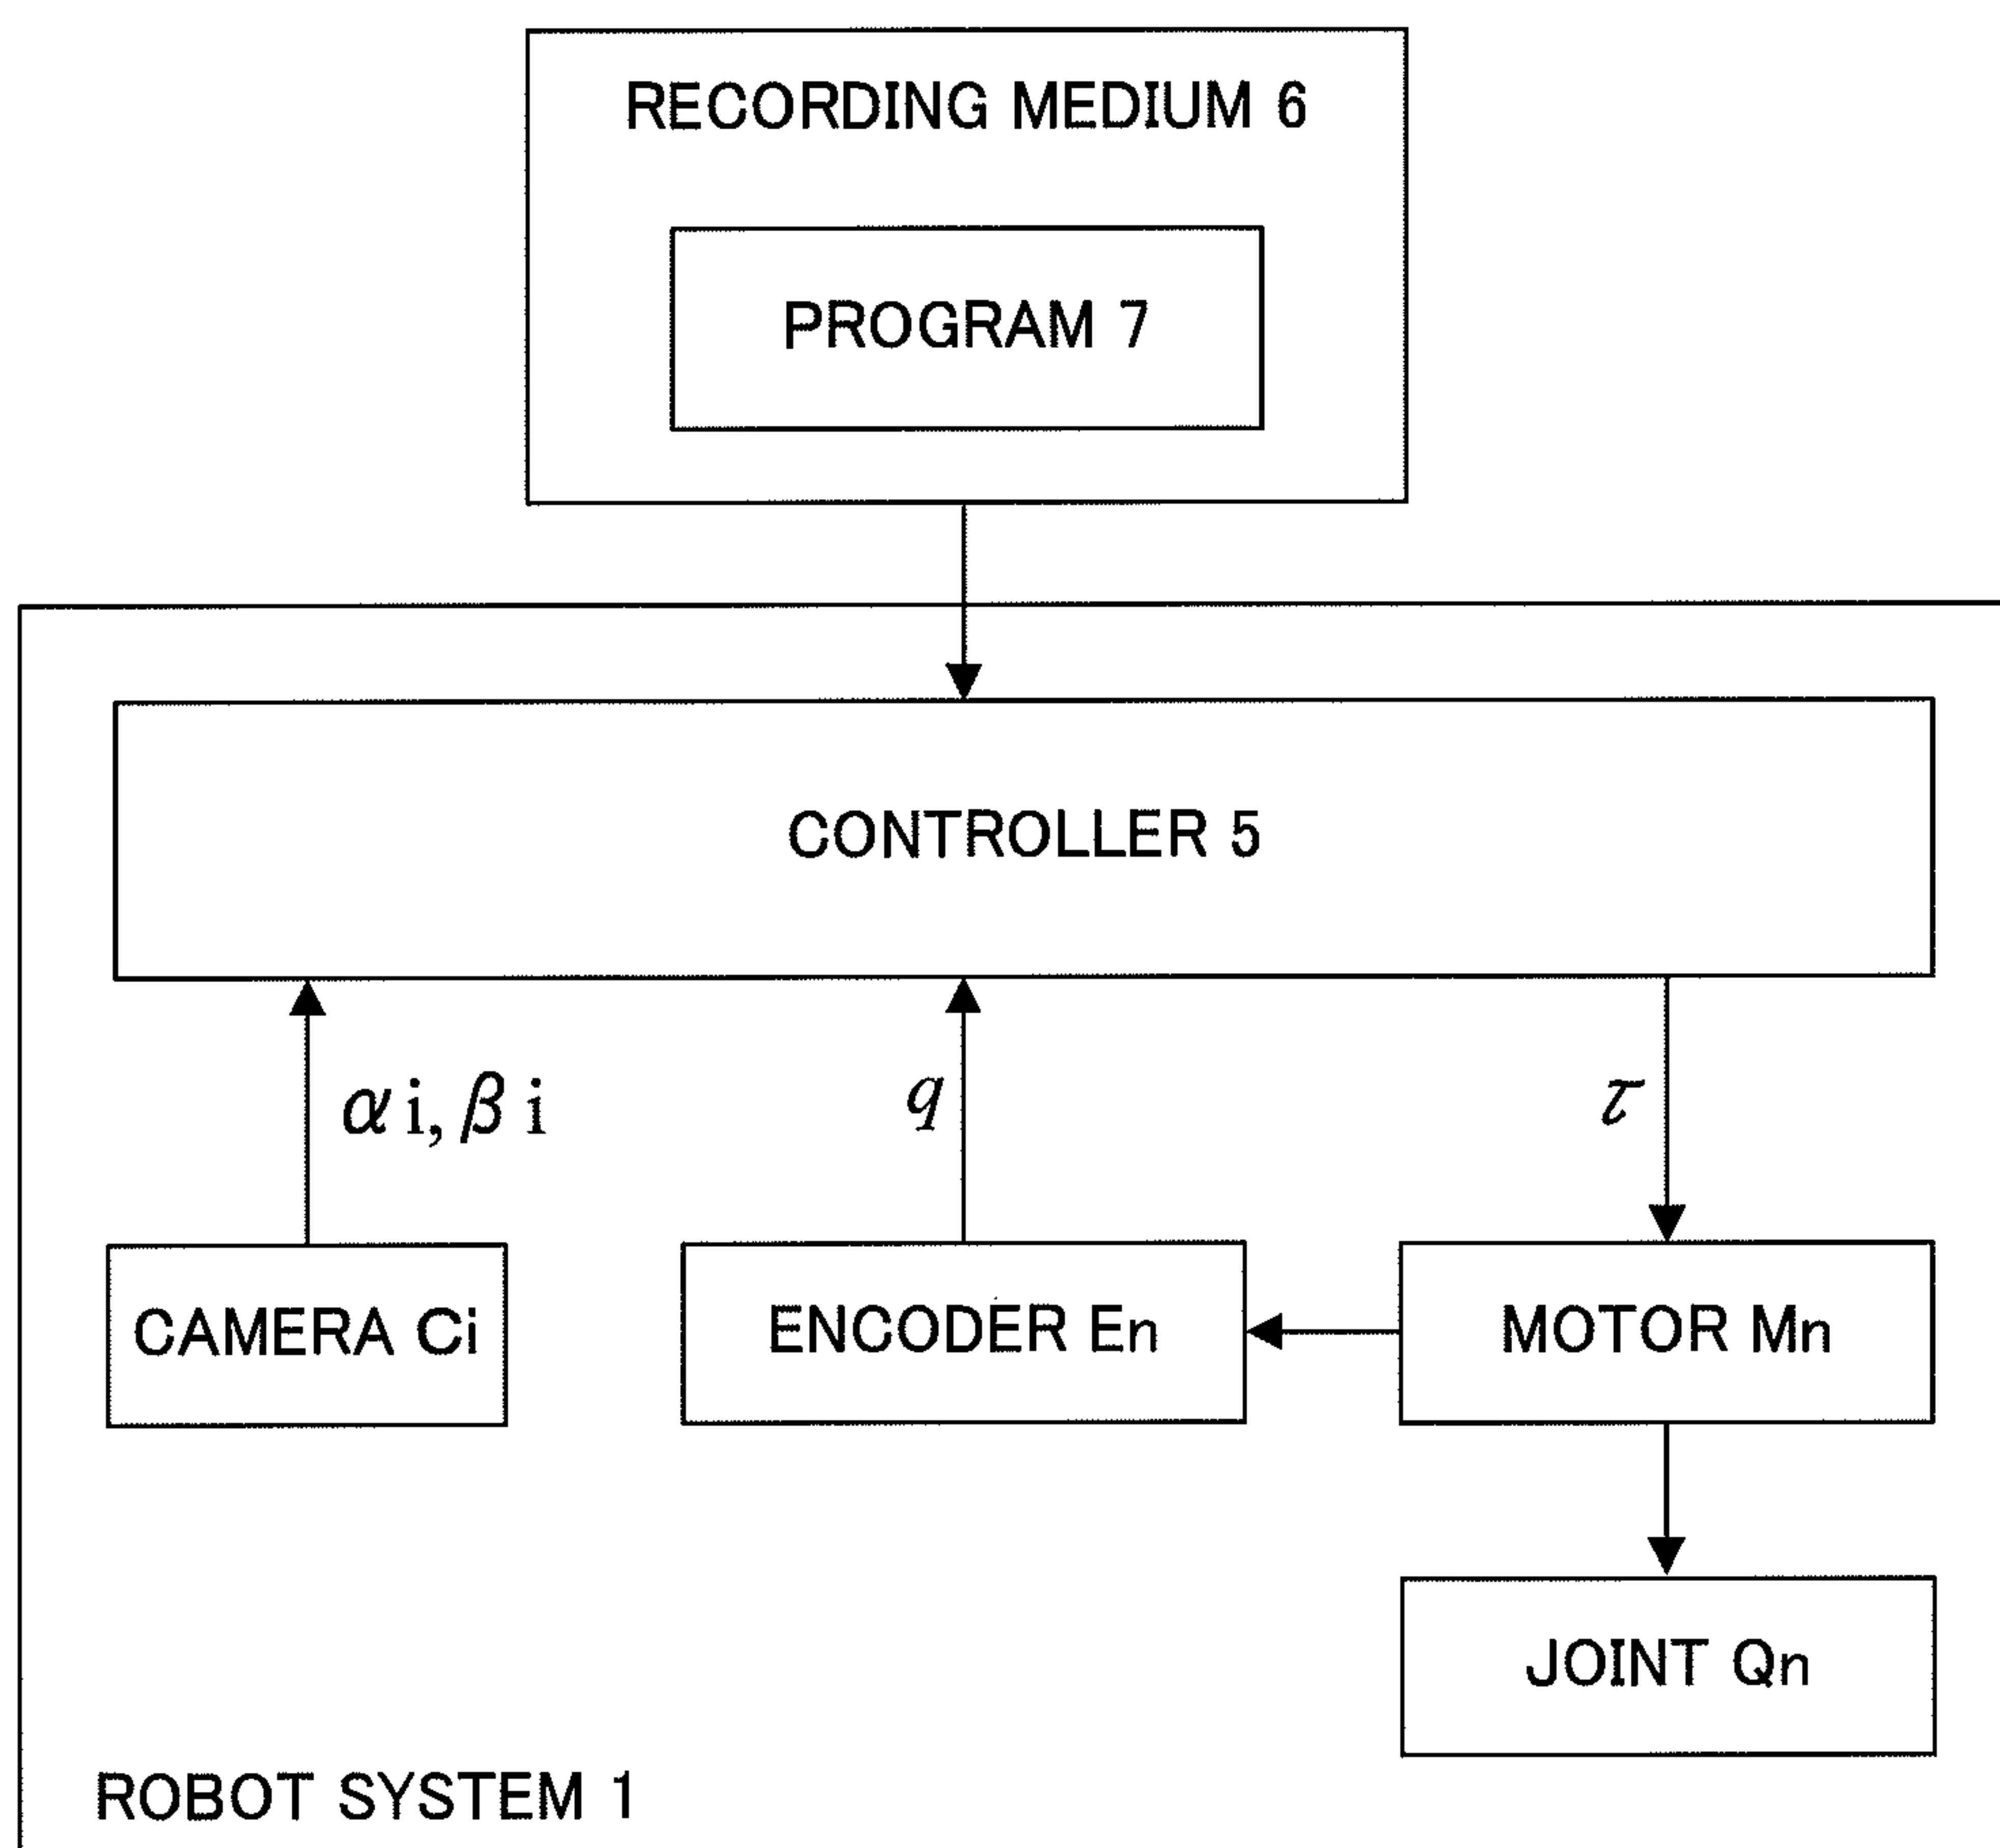 RECORDING MEDIUM 6
PROGRAM 7
CONTROLLER 5
αi, βi
q
τ
CAMERA Ci
ENCODER En
MOTOR Mn
JOINT Qn
ROBOT SYSTEM 1